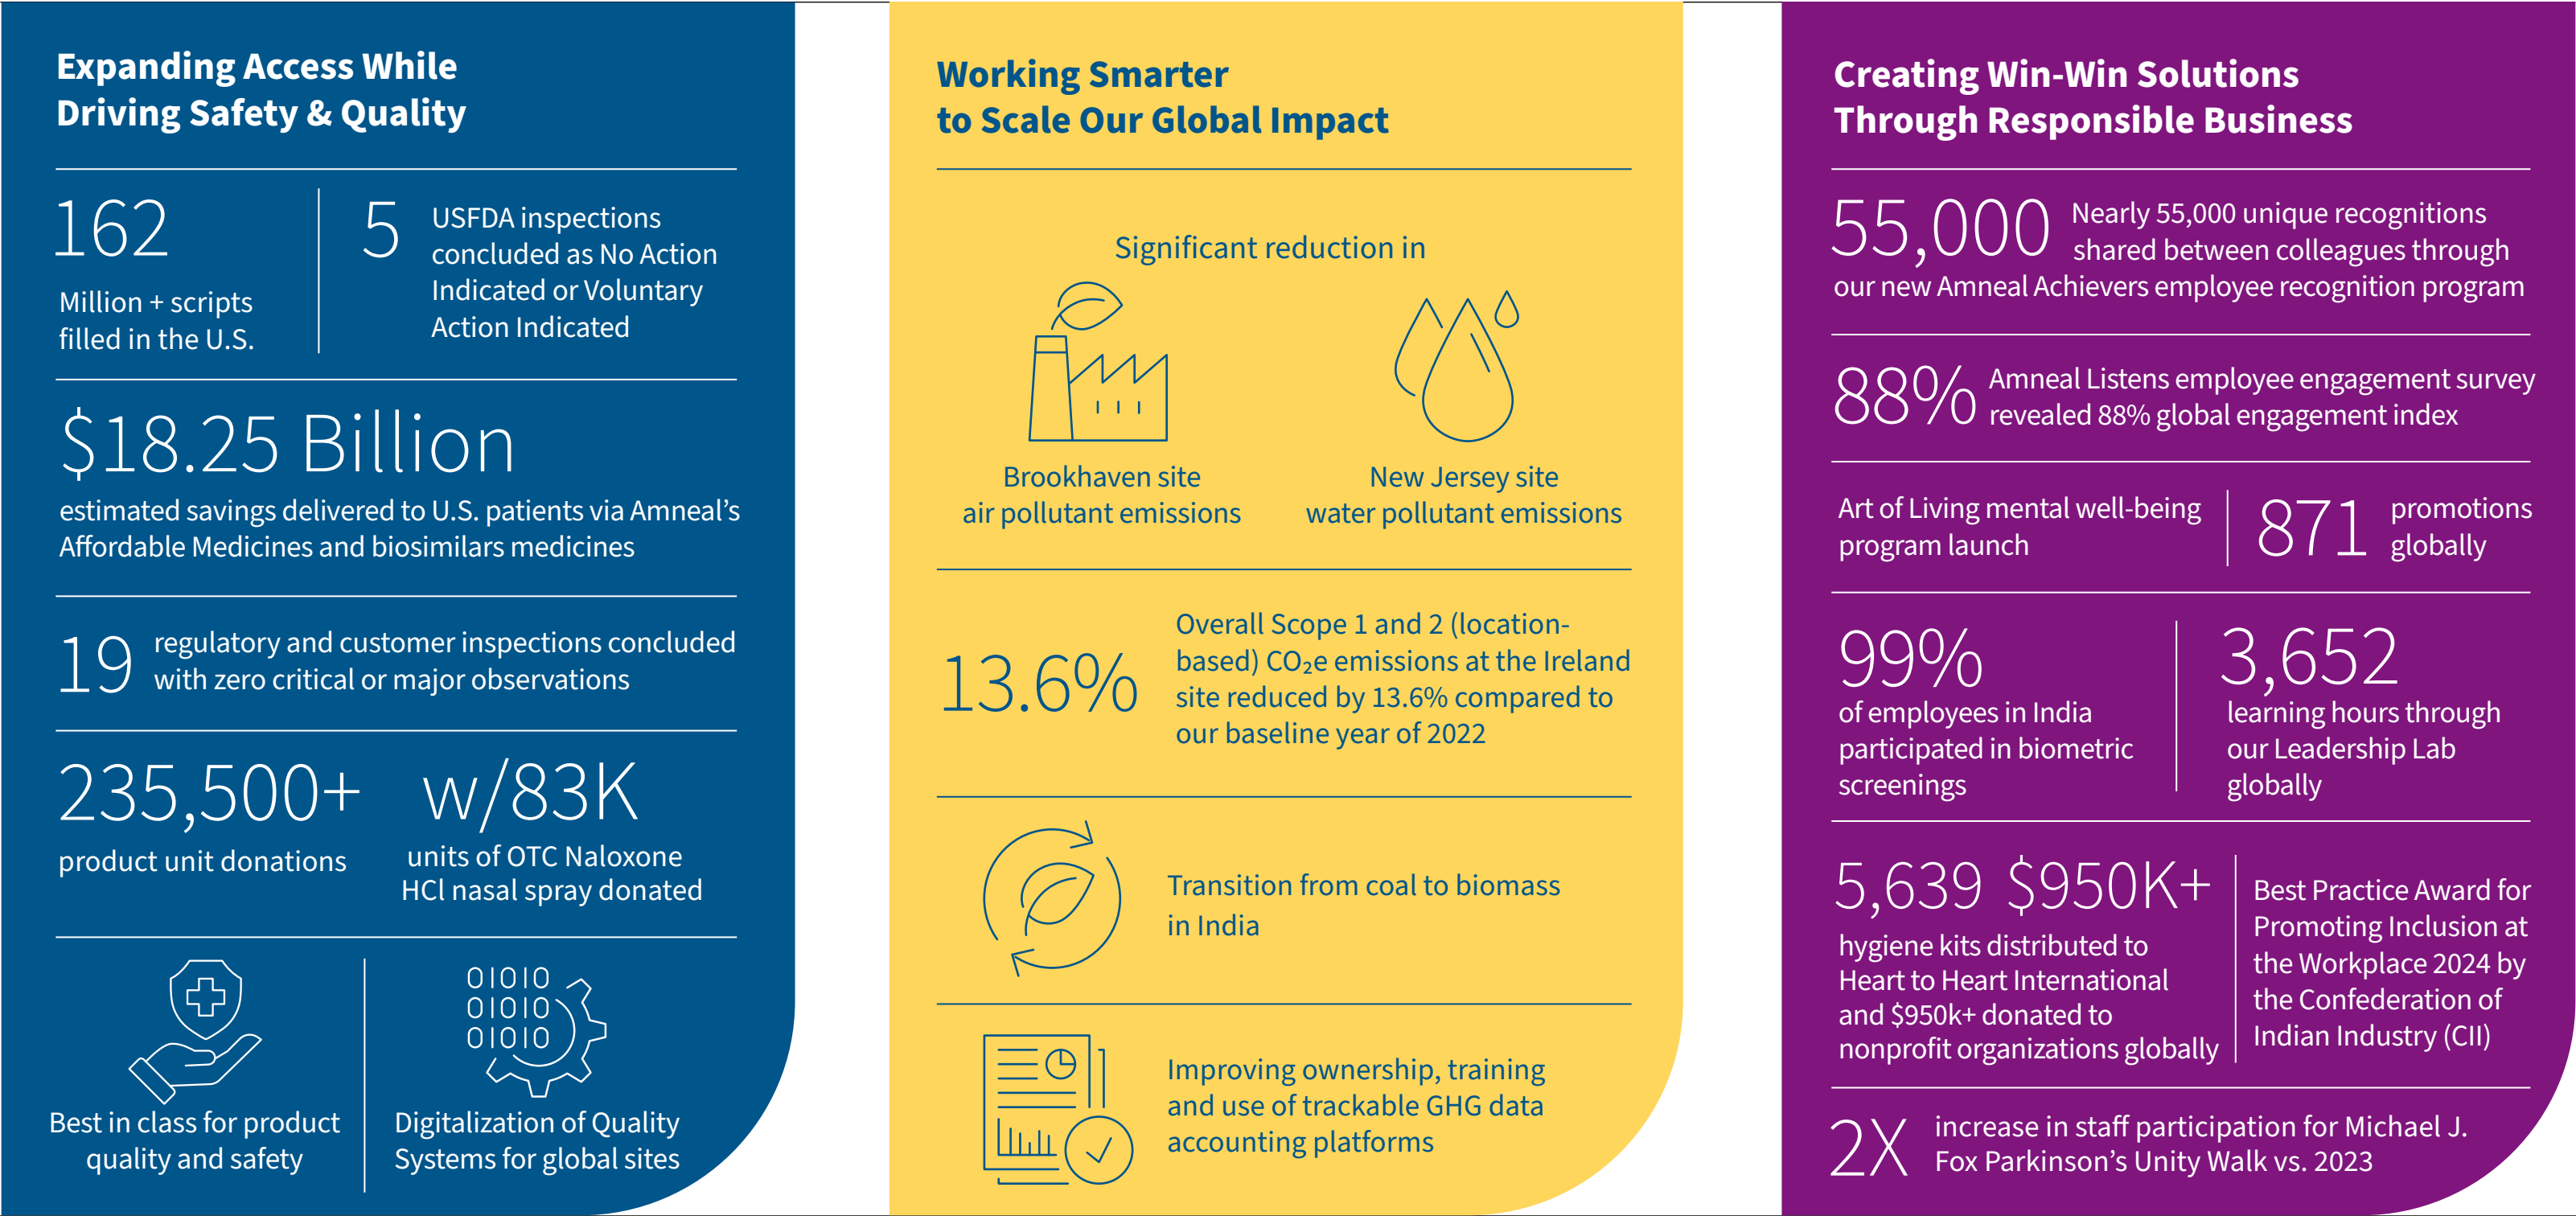 Expanding Access While
Driving Safety & Quality
162
Million + scripts
filled in the U.S.
5
USFDA inspections
concluded as No Action
Indicated or Voluntary
Action Indicated
$18.25 Billion
estimated savings delivered to U.S. patients via Amneal’s
Affordable Medicines and biosimilars medicines
19
regulatory and customer inspections concluded
with zero critical or major observations
235,500+
product unit donations
w/83K
units of OTC Naloxone
HCl nasal spray donated
01010
01010
01010
Best in class for product
quality and safety
Digitalization of Quality
Systems for global sites
Working Smarter
to Scale Our Global Impact
Significant reduction in
Brookhaven site
air pollutant emissions
New Jersey site
water pollutant emissions
13.6%
Overall Scope 1 and 2 (location-
based) CO₂e emissions at the Ireland
site reduced by 13.6% compared to
our baseline year of 2022
Transition from coal to biomass
in India
Improving ownership, training
and use of trackable GHG data
accounting platforms
Creating Win-Win Solutions
Through Responsible Business
55,000
Nearly 55,000 unique recognitions
shared between colleagues through
our new Amneal Achievers employee recognition program
88%
Amneal Listens employee engagement survey
revealed 88% global engagement index
Art of Living mental well-being
program launch
871
promotions
globally
99%
of employees in India
participated in biometric
screenings
3,652
learning hours through
our Leadership Lab
globally
5,639 $950K+
hygiene kits distributed to
Heart to Heart International
and $950k+ donated to
nonprofit organizations globally
Best Practice Award for
Promoting Inclusion at
the Workplace 2024 by
the Confederation of
Indian Industry (CII)
2X
increase in staff participation for Michael J.
Fox Parkinson’s Unity Walk vs. 2023